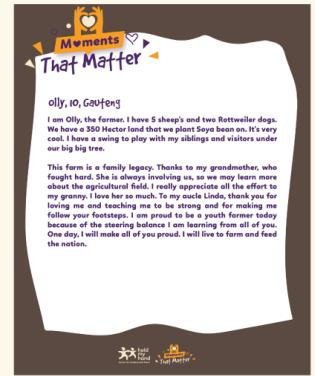 Moments
That Matter
Olly, 10, Gauteng
I am Olly, the farmer. I have 5 sheep's and two Rottweiler dogs.
We have a 350 Hector land that we plant Soya bean on. It's very
cool. I have a swing to play with my siblings and visitors under
our big big tree.
This farm is a family legacy. Thanks to my grandmother, who
fought hard. She is always involving us, so we may learn more
about the agricultural field. I really appreciate all the effort to
my granny. I love her so much. To my aucle Linda, thank you for
loving me and teaching me to be strong and for making me
follow your footsteps. I am proud to be a youth farmer today
because of the steering balance I am learning from all of you.
One day, I will make all of you proud. I will live to farm and feed
the nation.
hold
my
hand
Moments
That Matter